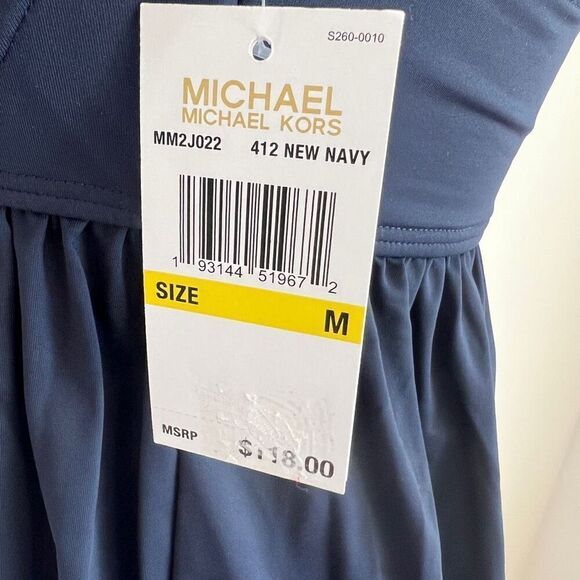 S260-0010
MICHAEL
MICHAEL KORS
MM2J022 412 NEW NAVY
1 93144 51967 2
SIZE M
MSRP $118.00